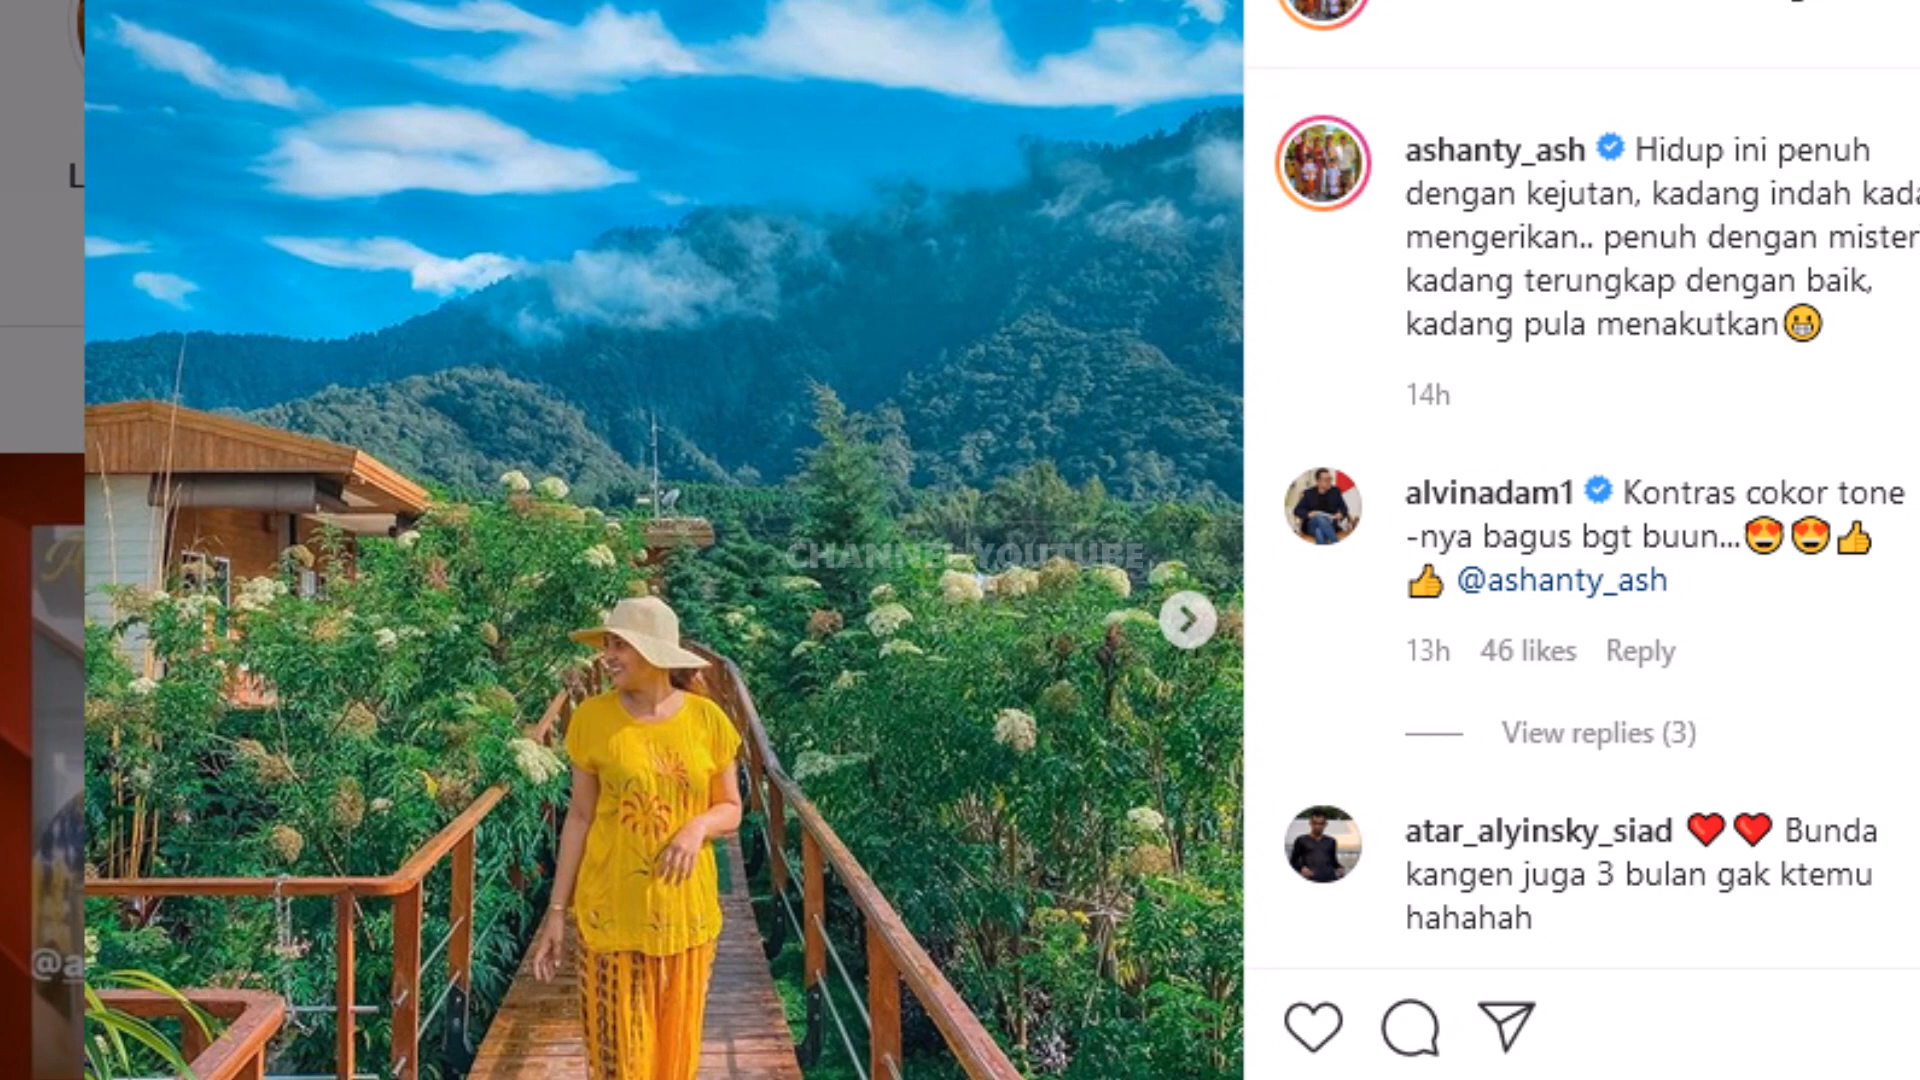 L
CHANNEL YOUTUBE
@a
ashanty_ash Hidup ini penuh
dengan kejutan, kadang indah kada
mengerikan.. penuh dengan mister
kadang terungkap dengan baik,
kadang pula menakutkan😬
14h
alvinadam1 Kontras cokor tone
-nya bagus bgt buun...😍😍👍
👍 @ashanty_ash
13h 46 likes Reply
View replies (3)
atar_alyinsky_siad ❤️❤️ Bunda
kangen juga 3 bulan gak ktemu
hahahah